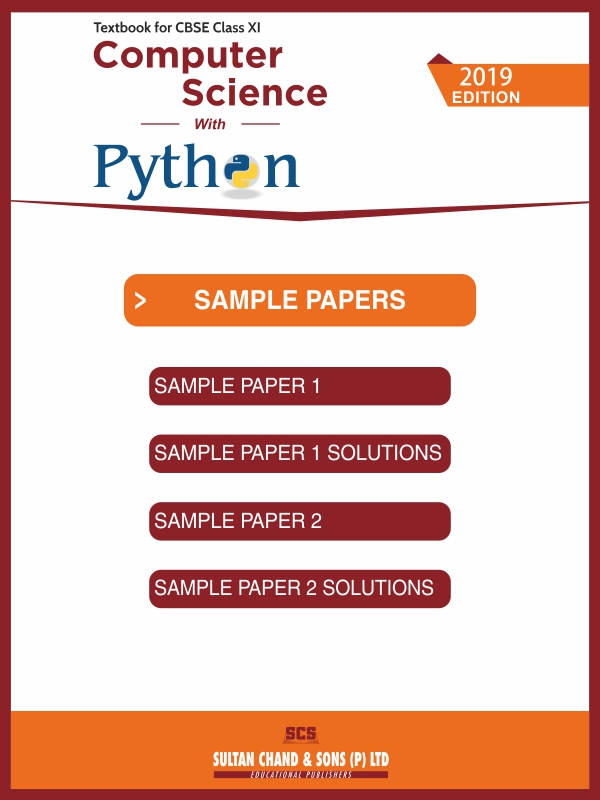 Textbook for CBSE Class XI
Computer
Science
With
Python
2019
EDITION
> SAMPLE PAPERS
SAMPLE PAPER 1
SAMPLE PAPER 1 SOLUTIONS
SAMPLE PAPER 2
SAMPLE PAPER 2 SOLUTIONS
SCS
SULTAN CHAND & SONS (P) LTD
EDUCATIONAL PUBLISHERS